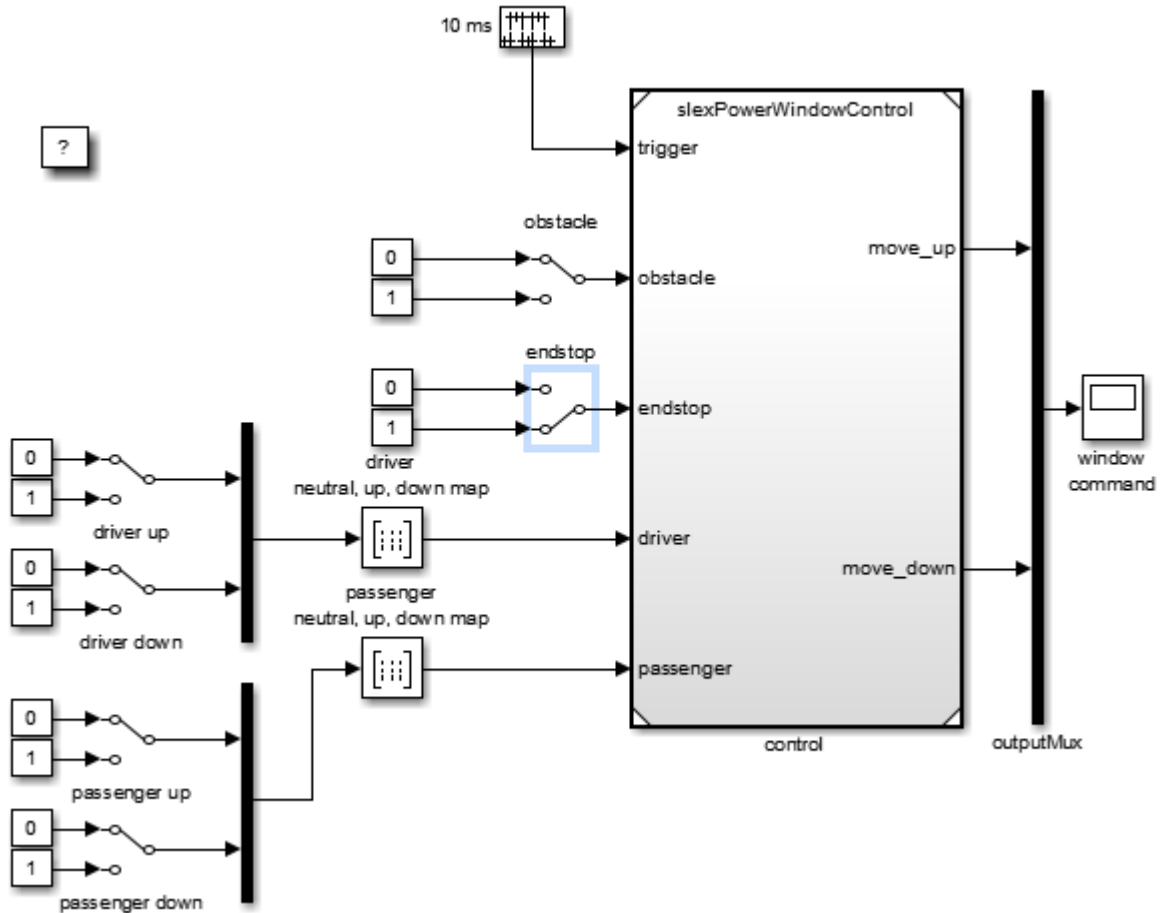 10 ms
slexPowerWindowControl
trigger
?
obstacle
0
1
obstacle
move_up
endstop
0
1
endstop
driver
neutral, up, down map
window
command
0
1
driver up
driver
0
1
driver down
move_down
passenger
neutral, up, down map
passenger
0
1
passenger up
control
outputMux
0
1
passenger down